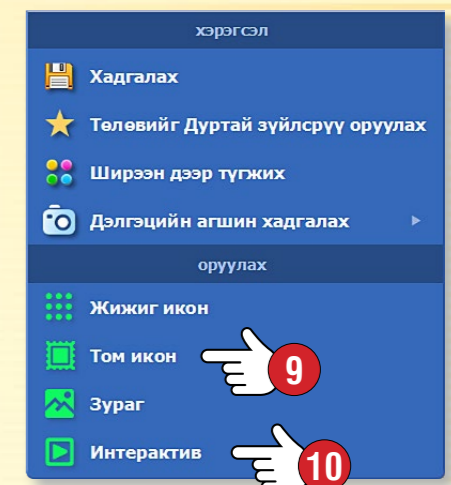 хэрэгсэл
Хадгалах
Төлөвийг Дуртай зүйлсрүү оруулах
Ширээн дээр түгжих
Дэлгэцийн агшин хадгалах
оруулах
Жижиг икон
Том икон
9
Зураг
Интерактив
10